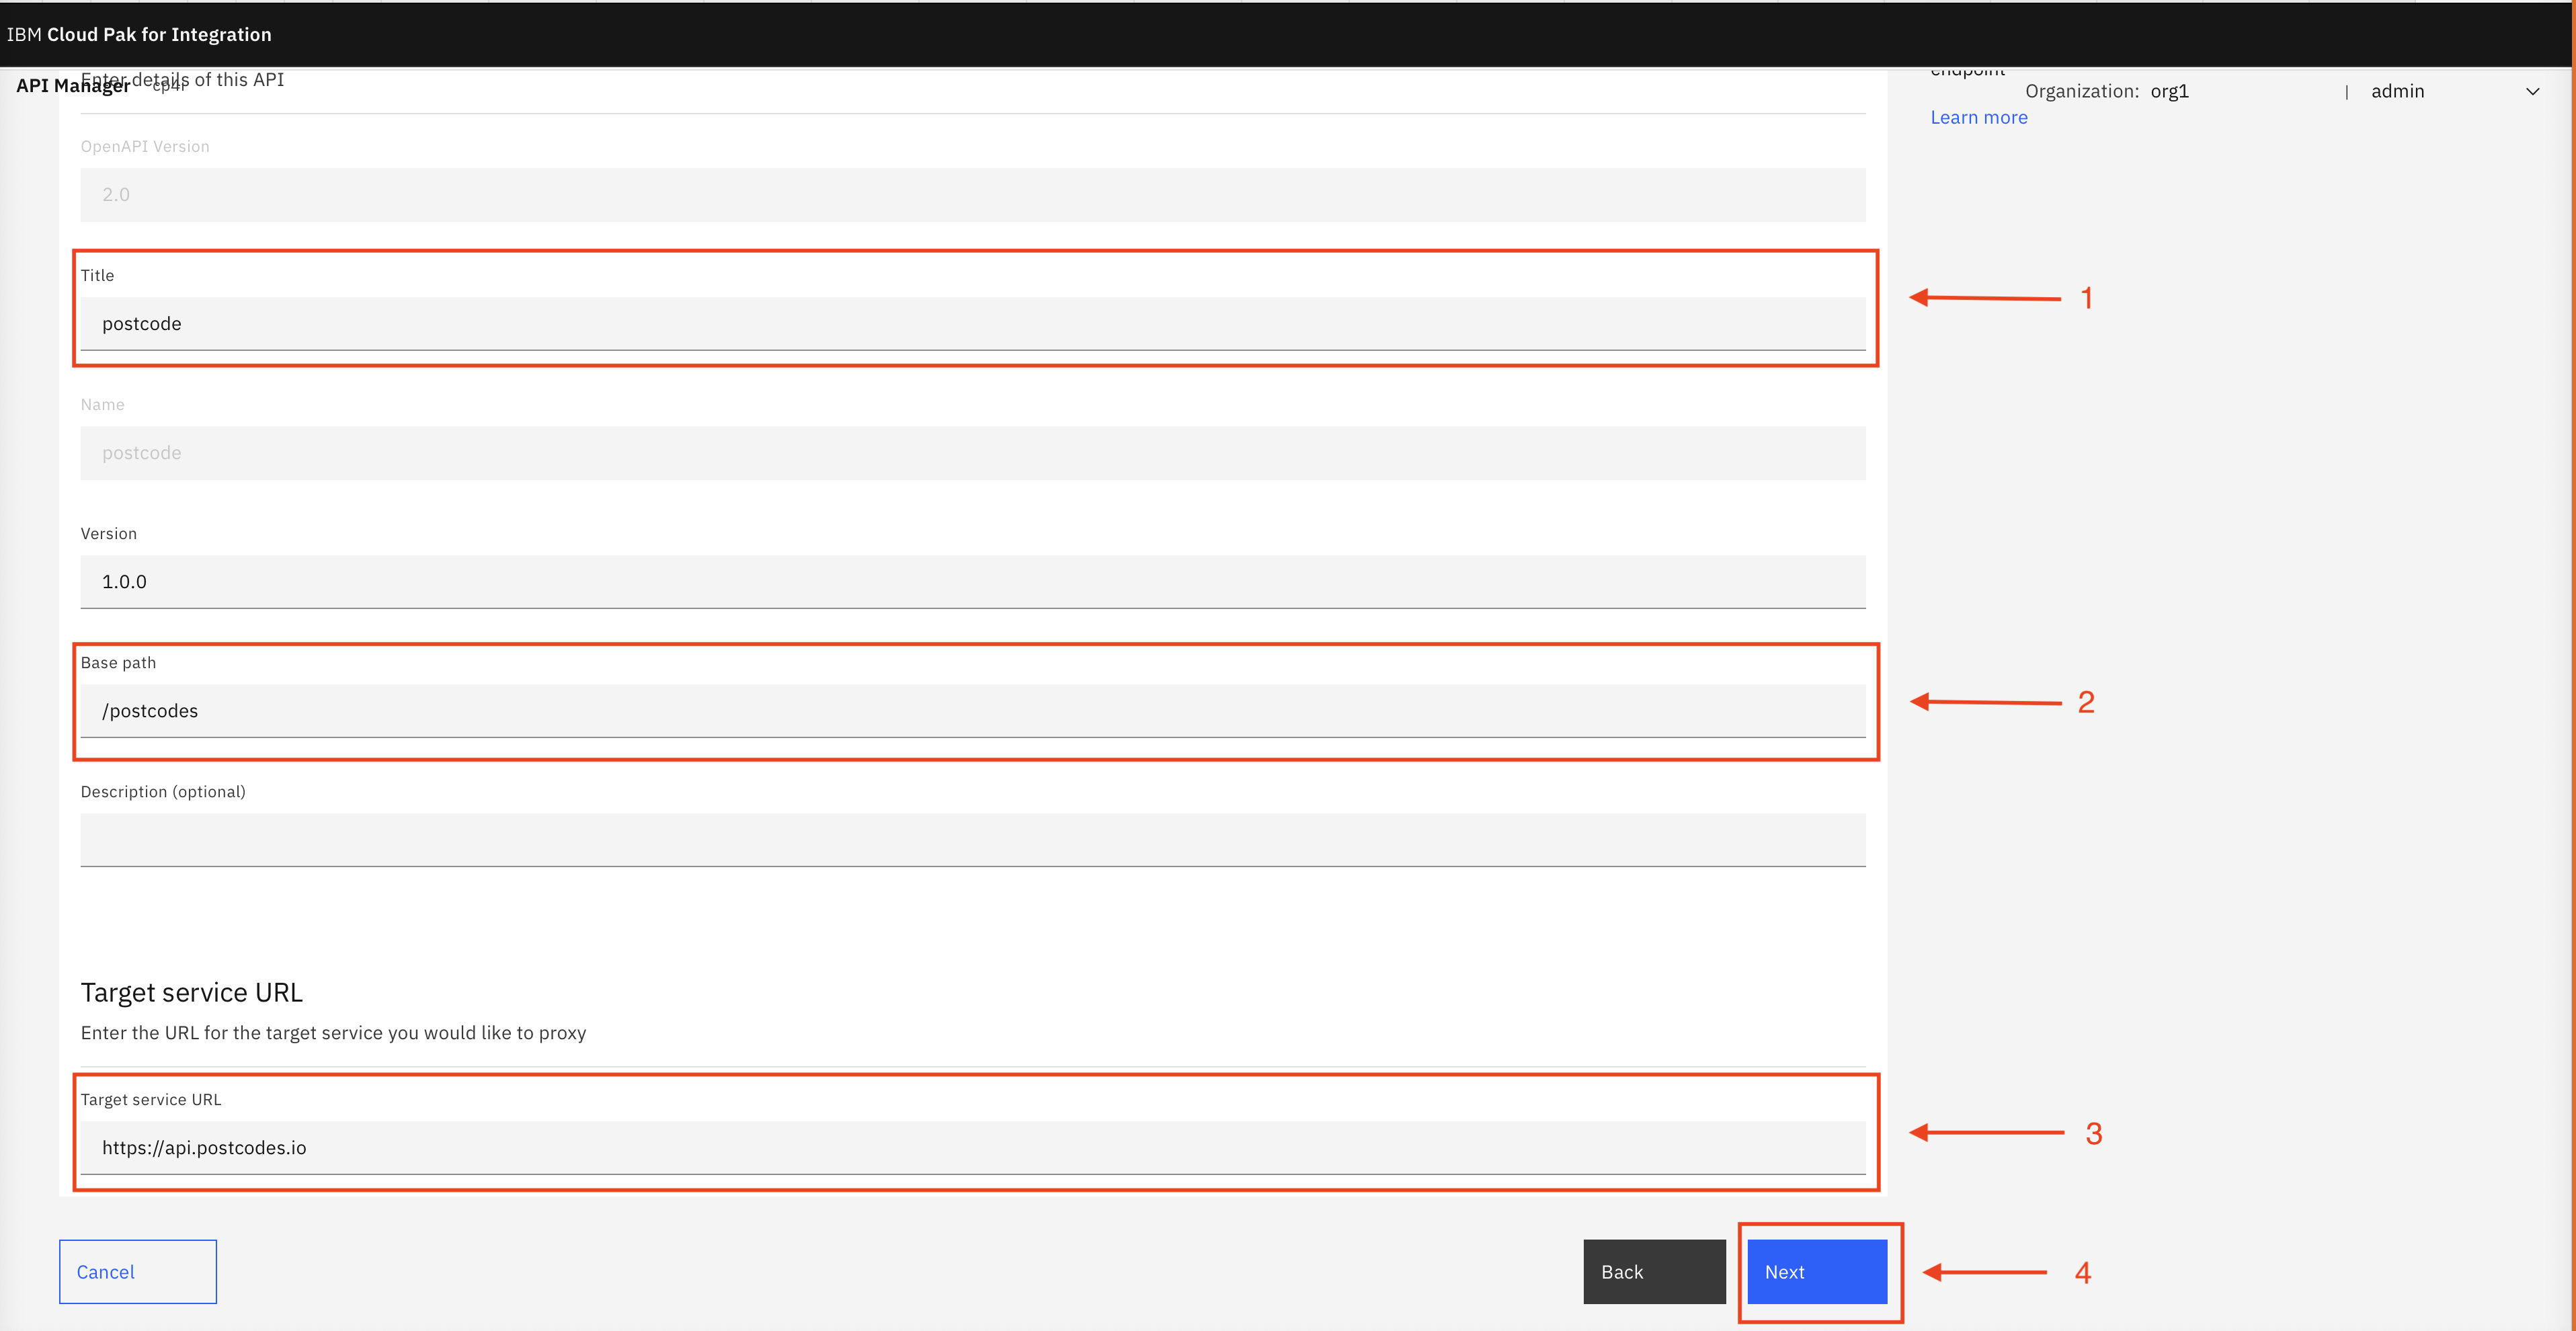 IBM Cloud Pak for Integration
API Manager cp4i
Enter details of this API
endpoint
Organization: org1 | admin
Learn more
OpenAPI Version
2.0
Title
postcode
1
Name
postcode
Version
1.0.0
Base path
/postcodes
2
Description (optional)
Target service URL
Enter the URL for the target service you would like to proxy
Target service URL
https://api.postcodes.io
3
Cancel
Back
Next
4